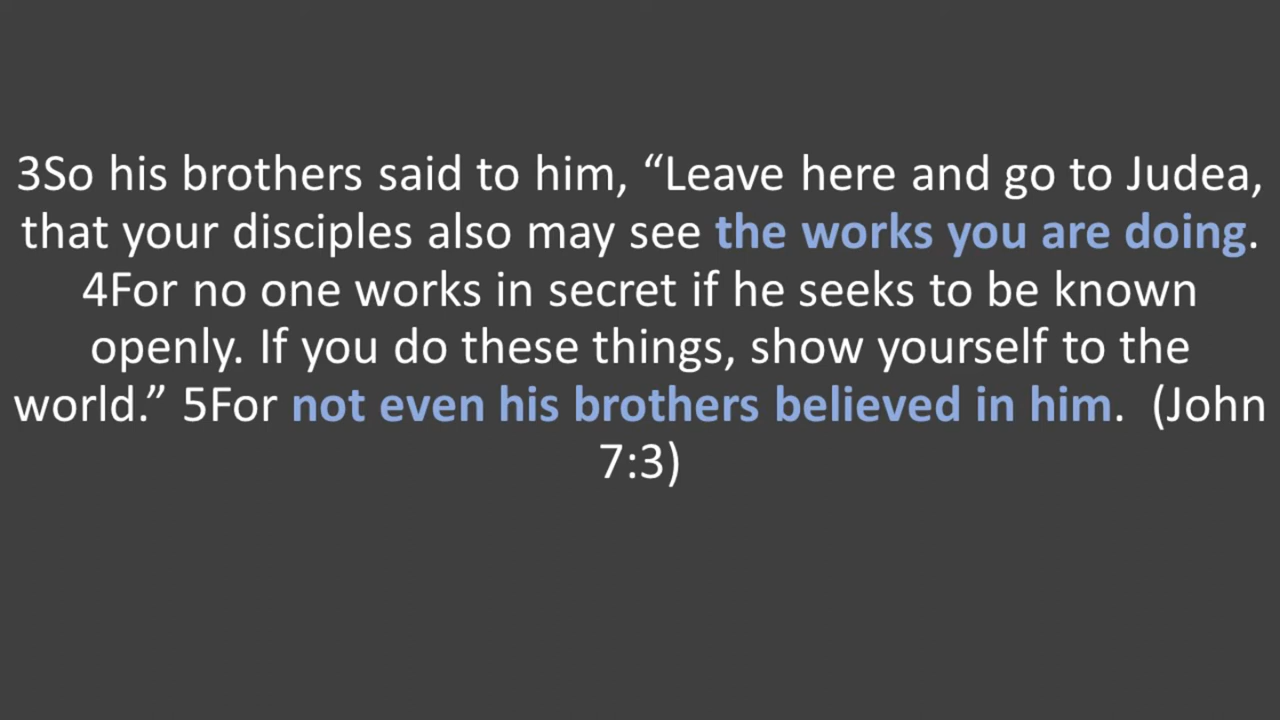 3So his brothers said to him, “Leave here and go to Judea,
that your disciples also may see the works you are doing.
4For no one works in secret if he seeks to be known
openly. If you do these things, show yourself to the
world.” 5For not even his brothers believed in him.  (John
7:3)